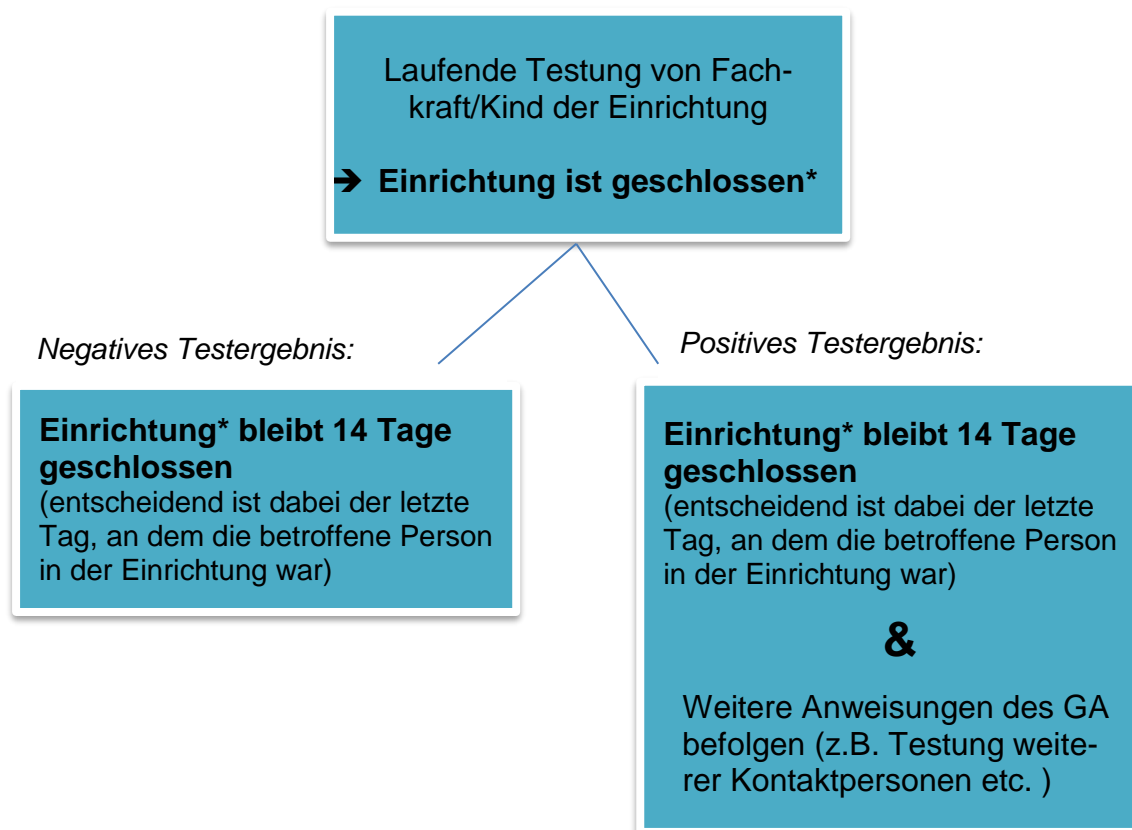 Laufende Testung von Fach-
kraft/Kind der Einrichtung
➔ Einrichtung ist geschlossen*
Negatives Testergebnis:
Einrichtung* bleibt 14 Tage
geschlossen
(entscheidend ist dabei der letzte
Tag, an dem die betroffene Person
in der Einrichtung war)
Positives Testergebnis:
Einrichtung* bleibt 14 Tage
geschlossen
(entscheidend ist dabei der letzte
Tag, an dem die betroffene Person
in der Einrichtung war)
&
Weitere Anweisungen des GA
befolgen (z.B. Testung weite-
rer Kontaktpersonen etc. )